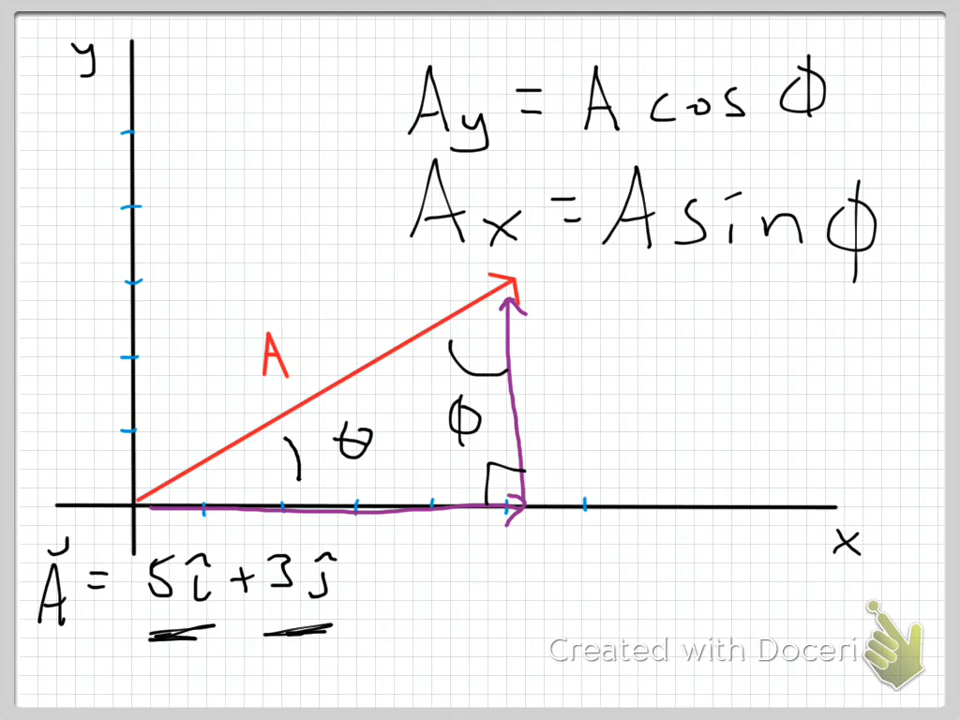 y
Ay = A cos ϕ
Ax = A sin ϕ
A
θ
ϕ
x
A = 5î + 3ĵ
Created with Doceri